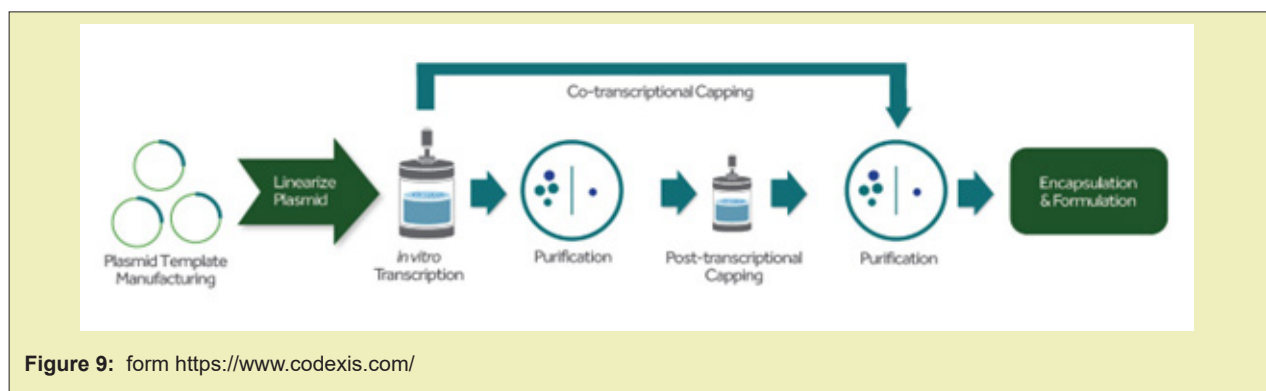 Co-transcriptional Capping
Linearize
Plasmid
Plasmid Template
Manufacturing
In vitro
Transcription
Purification
Post-transcriptional
Capping
Purification
Encapsulation
& Formulation
Figure 9: form https://www.codexis.com/